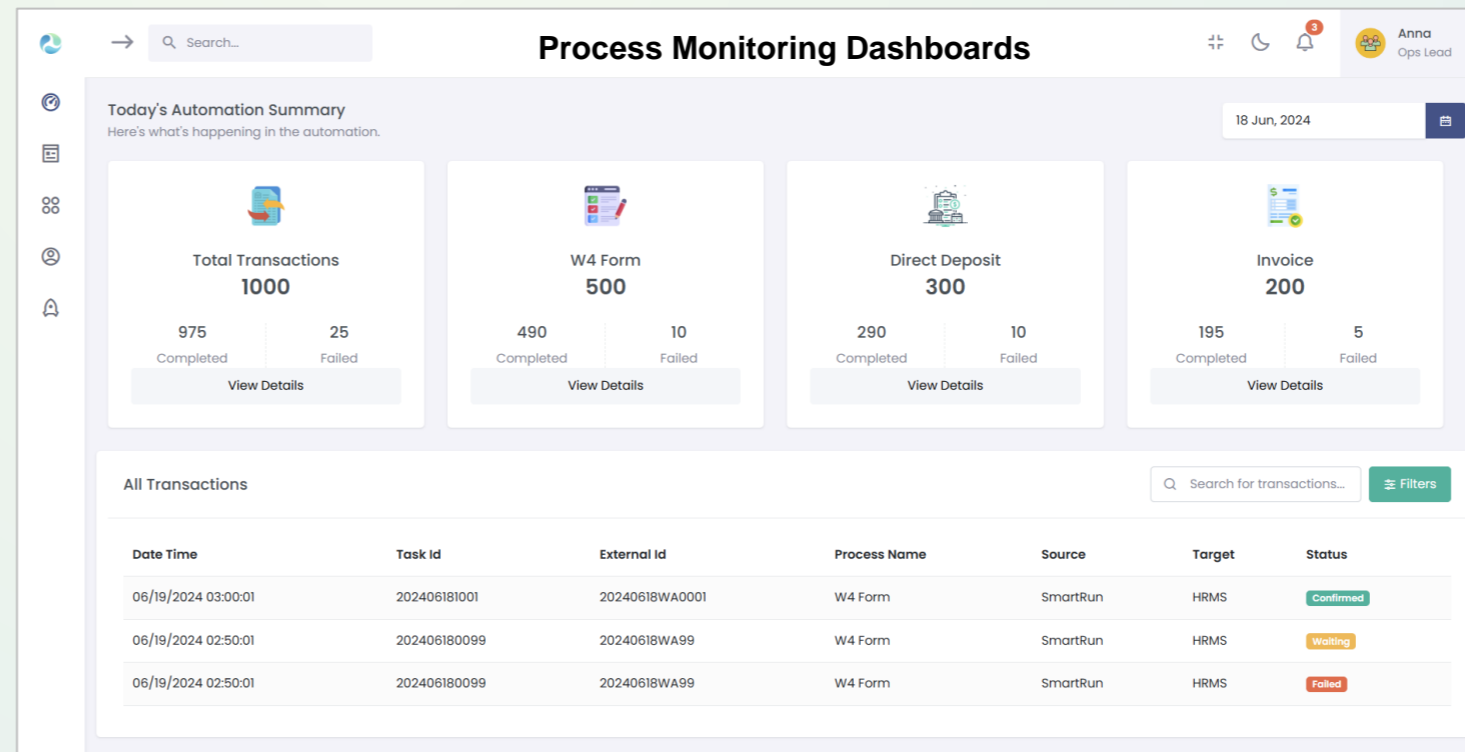 Search...
Process Monitoring Dashboards
3
Anna
Ops Lead
Today's Automation Summary
Here's what's happening in the automation.
18 Jun, 2024
Total Transactions
1000
975 25
Completed Failed
View Details
W4 Form
500
490 10
Completed Failed
View Details
Direct Deposit
300
290 10
Completed Failed
View Details
Invoice
200
195 5
Completed Failed
View Details
All Transactions
Search for transactions...
Filters
Date Time Task Id External Id Process Name Source Target Status
06/19/2024 03:00:01 202406181001 20240618WA0001 W4 Form SmartRun HRMS Confirmed
06/19/2024 02:50:01 202406180099 20240618WA99 W4 Form SmartRun HRMS Waiting
06/19/2024 02:50:01 202406180099 20240618WA99 W4 Form SmartRun HRMS Failed